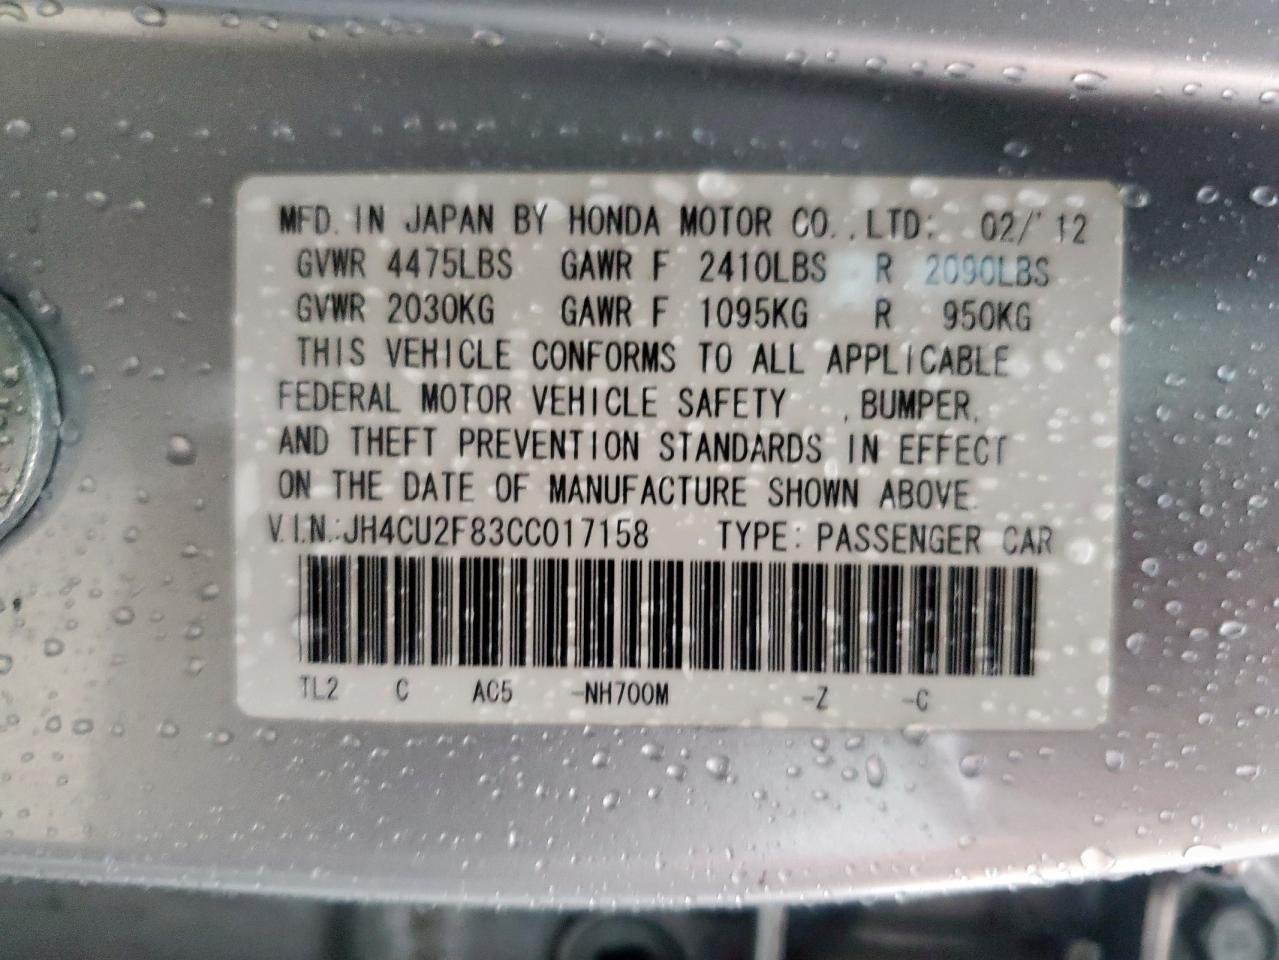 MFD. IN JAPAN BY HONDA MOTOR CO., LTD: 02/'12
GVWR 4475LBS GAWR F 2410LBS R 2090LBS
GVWR 2030KG GAWR F 1095KG R 950KG
THIS VEHICLE CONFORMS TO ALL APPLICABLE
FEDERAL MOTOR VEHICLE SAFETY , BUMPER,
AND THEFT PREVENTION STANDARDS IN EFFECT
ON THE DATE OF MANUFACTURE SHOWN ABOVE.
V.I.N.:JH4CU2F83CC017158 TYPE: PASSENGER CAR
TL2 C AC5 -NH700M -Z -C